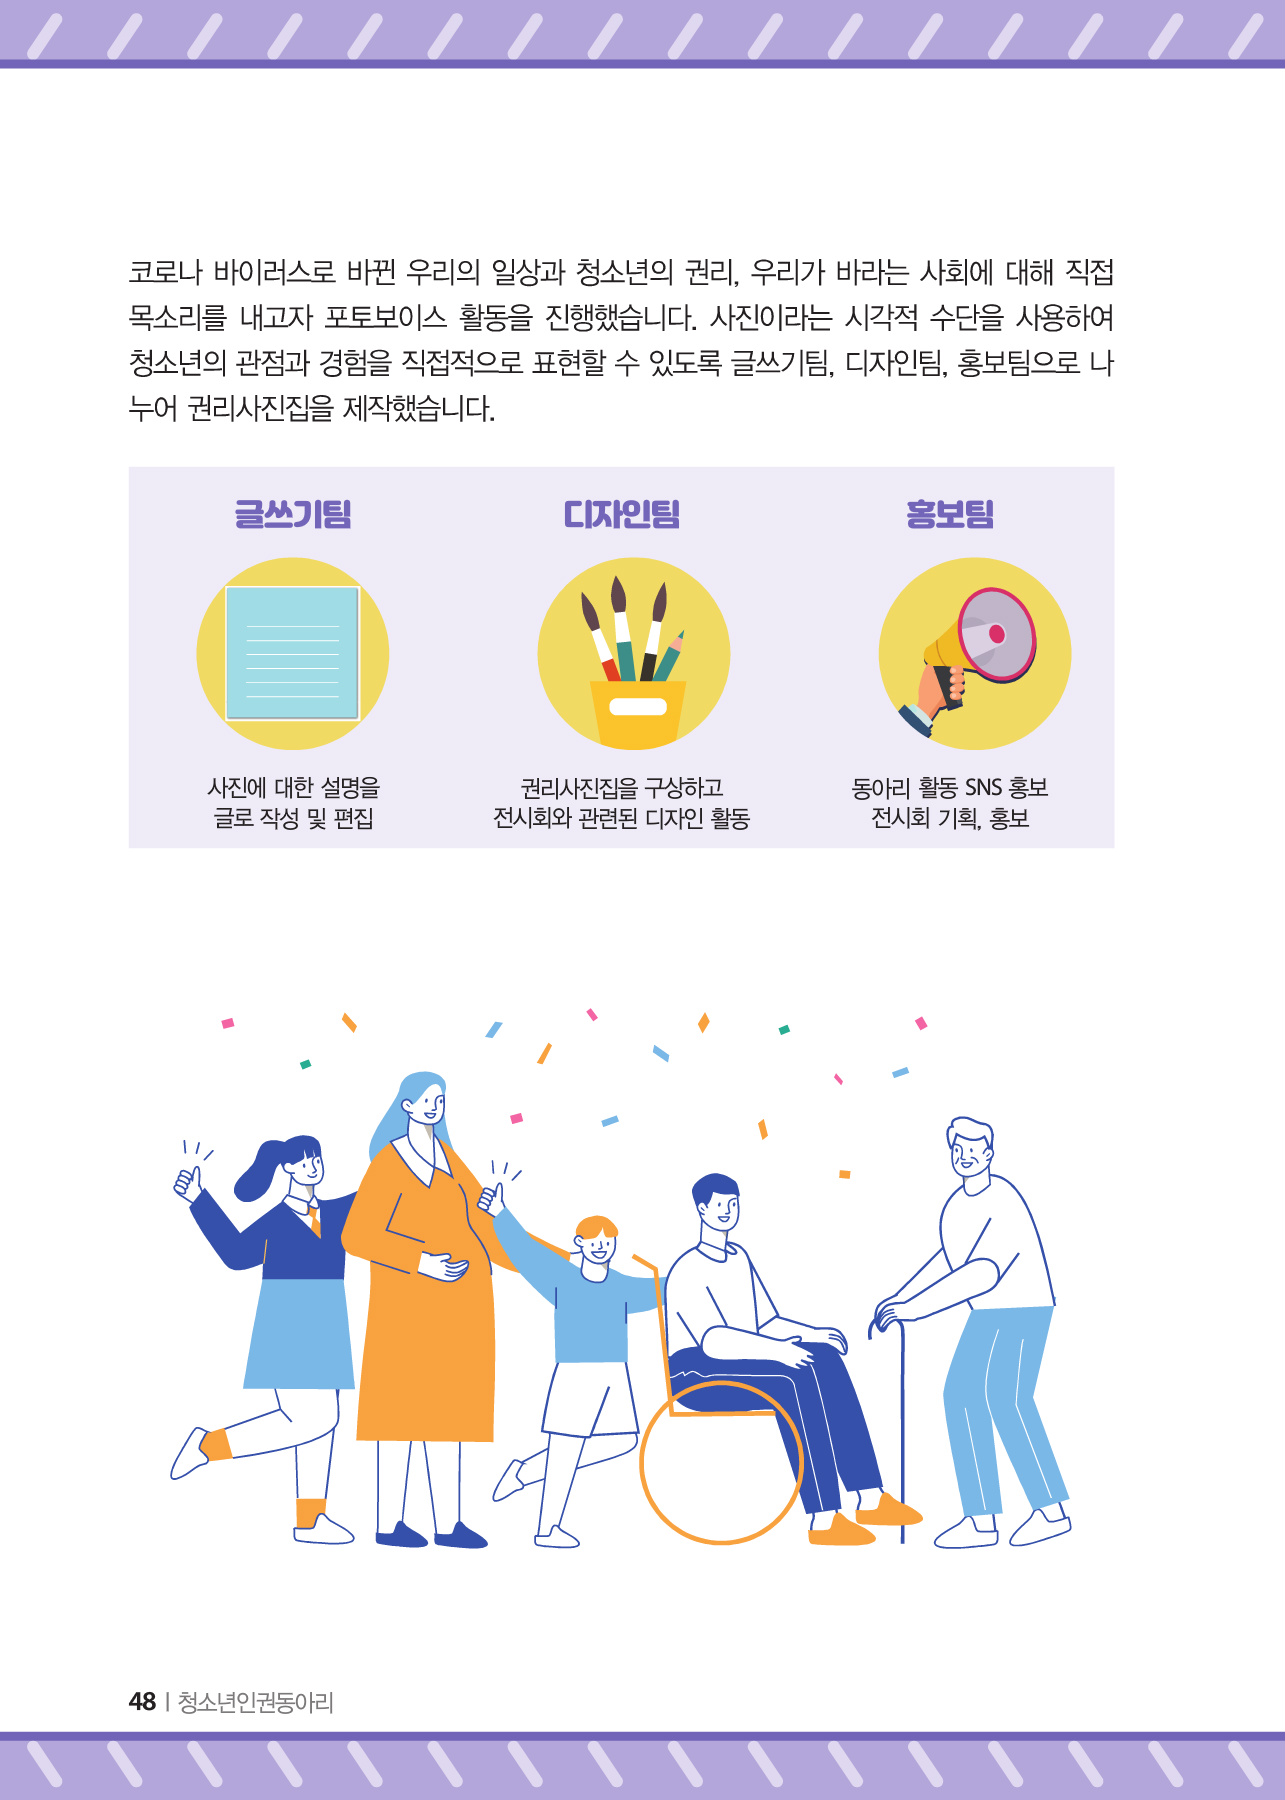 코로나 바이러스로 바뀐 우리의 일상과 청소년의 권리, 우리가 바라는 사회에 대해 직접
목소리를 내고자 포토보이스 활동을 진행했습니다. 사진이라는 시각적 수단을 사용하여
청소년의 관점과 경험을 직접적으로 표현할 수 있도록 글쓰기팀, 디자인팀, 홍보팀으로 나
누어 권리사진집을 제작했습니다.
글쓰기팀
사진에 대한 설명을
글로 작성 및 편집
디자인팀
권리사진집을 구상하고
전시회와 관련된 디자인 활동
홍보팀
동아리 활동 SNS 홍보
전시회 기획, 홍보
48 | 청소년인권동아리